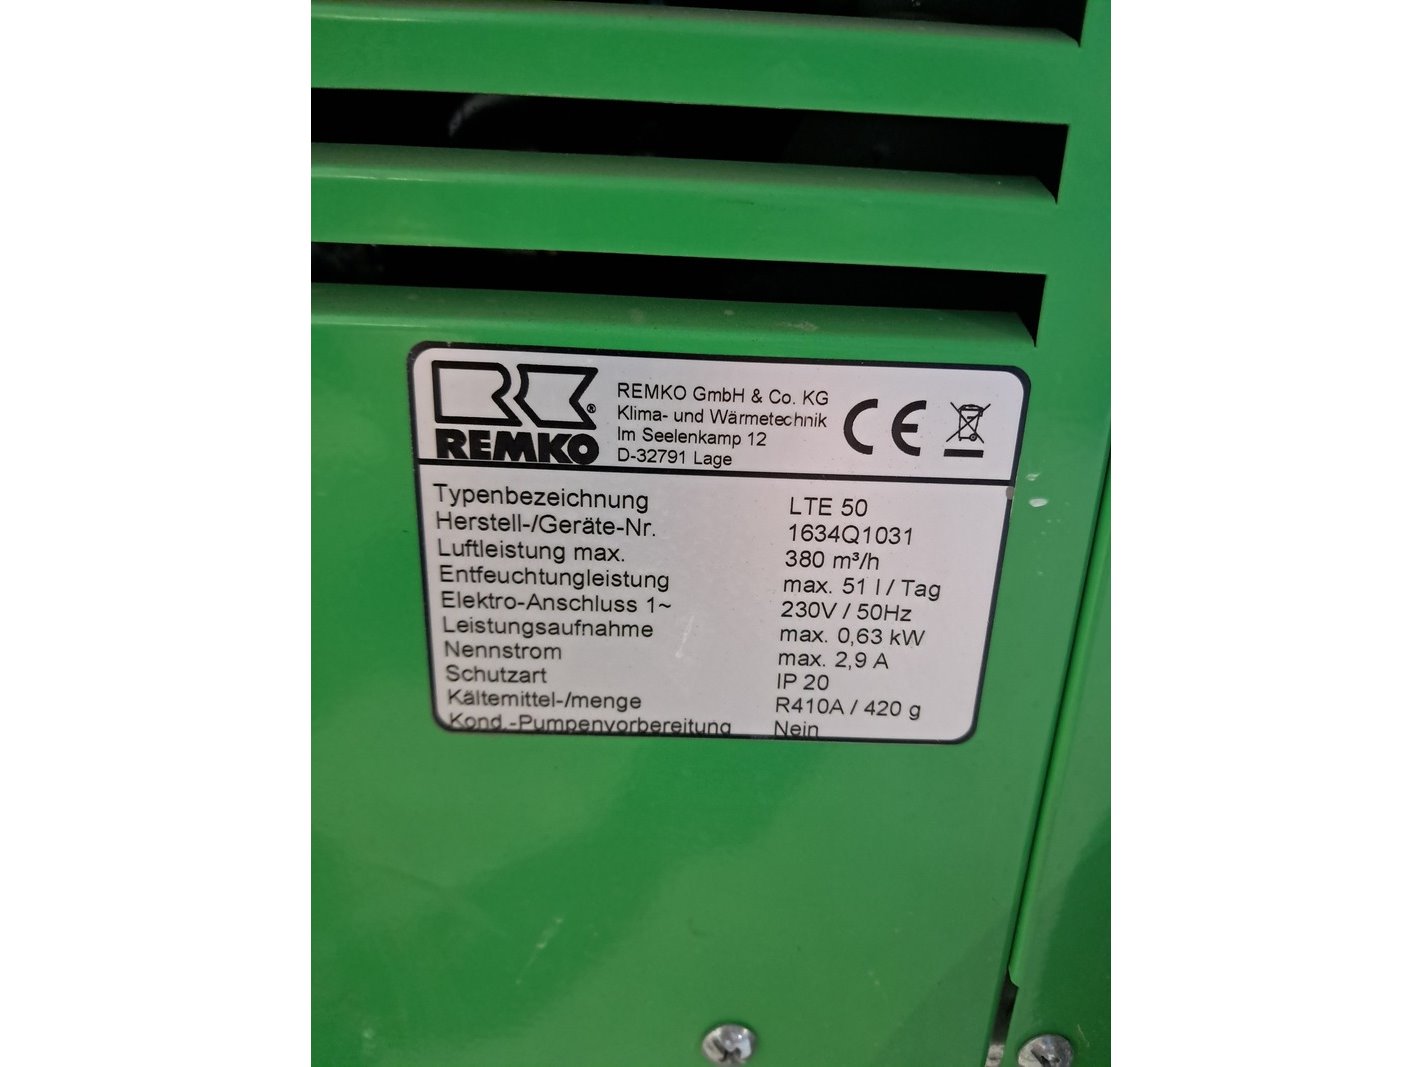 REMKO
REMKO GmbH & Co. KG
Klima- und Wärmetechnik
Im Seelenkamp 12
D-32791 Lage
CE
Typenbezeichnung LTE 50
Herstell-/Geräte-Nr. 1634Q1031
Luftleistung max. 380 m³/h
Entfeuchtungleistung max. 51 l / Tag
Elektro-Anschluss 1~ 230V / 50Hz
Leistungsaufnahme max. 0,63 kW
Nennstrom max. 2,9 A
Schutzart IP 20
Kältemittel-/menge R410A / 420 g
Kond.-Pumpenvorbereitung Nein